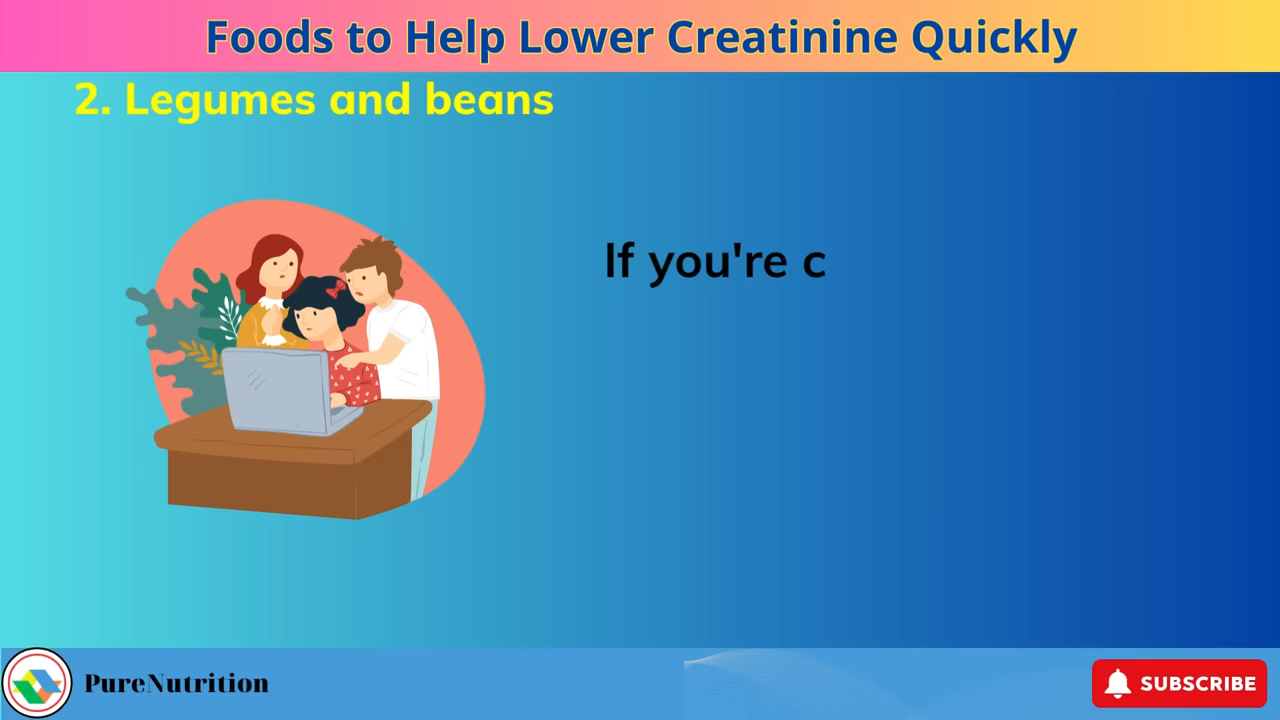 Foods to Help Lower Creatinine Quickly
2. Legumes and beans
If you're c
PureNutrition
SUBSCRIBE